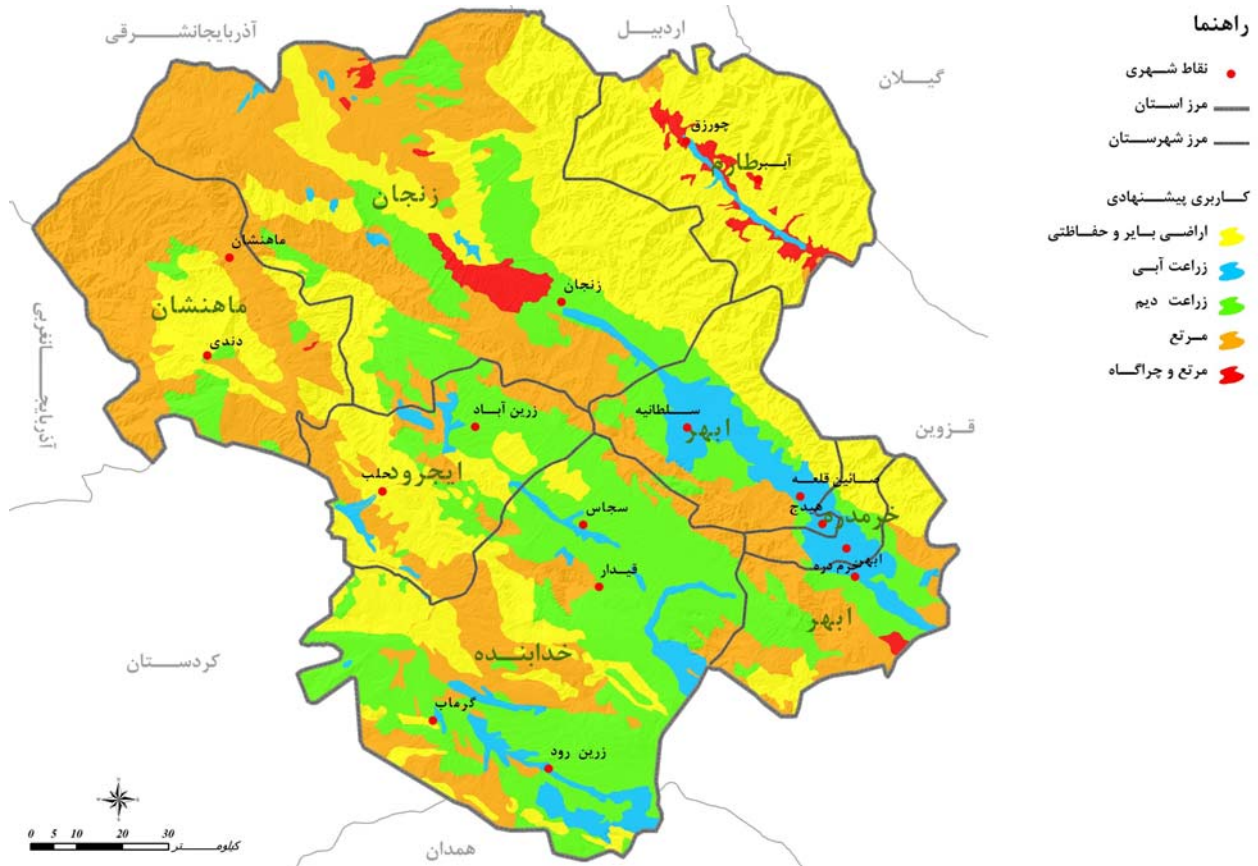 راهنما
نقاط شهری
مرز استان
مرز شهرستان
کاربری پیشنهادی
اراضی بایر و حفاظتی
زراعت آبی
زراعت دیم
مرتع
مرتع و چراگاه
آذربایجانشرقی
اردبیل
گیلان
چورزق
آببر
طارم
زنجان
ماهنشان
زنجان
ماهنشان
دندی
آذربایجانغربی
زرین آباد
سلطانیه
ابهر
قزوین
ایجرود
حلب
صائین قلعه
هیدج
خرمدره
سجاس
ابهر
خرم دره
قیدار
ابهر
خدابنده
کردستان
گرماب
زرین رود
همدان
0 5 10 20 30
کیلومتر